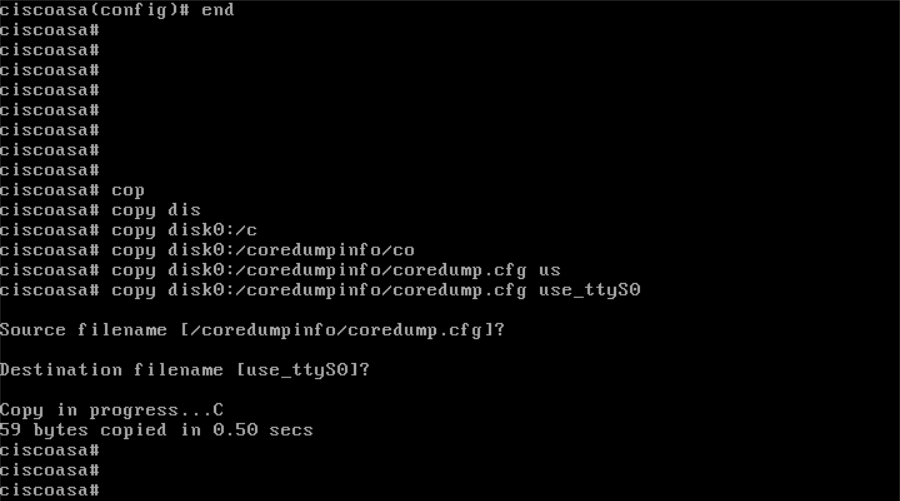 ciscoasa(config)# end
ciscoasa#
ciscoasa#
ciscoasa#
ciscoasa#
ciscoasa#
ciscoasa#
ciscoasa#
ciscoasa#
ciscoasa# cop
ciscoasa# copy dis
ciscoasa# copy disk0:/c
ciscoasa# copy disk0:/coredumpinfo/co
ciscoasa# copy disk0:/coredumpinfo/coredump.cfg us
ciscoasa# copy disk0:/coredumpinfo/coredump.cfg use_ttyS0
Source filename [/coredumpinfo/coredump.cfg]?
Destination filename [use_ttyS0]?
Copy in progress...C
59 bytes copied in 0.50 secs
ciscoasa#
ciscoasa#
ciscoasa#